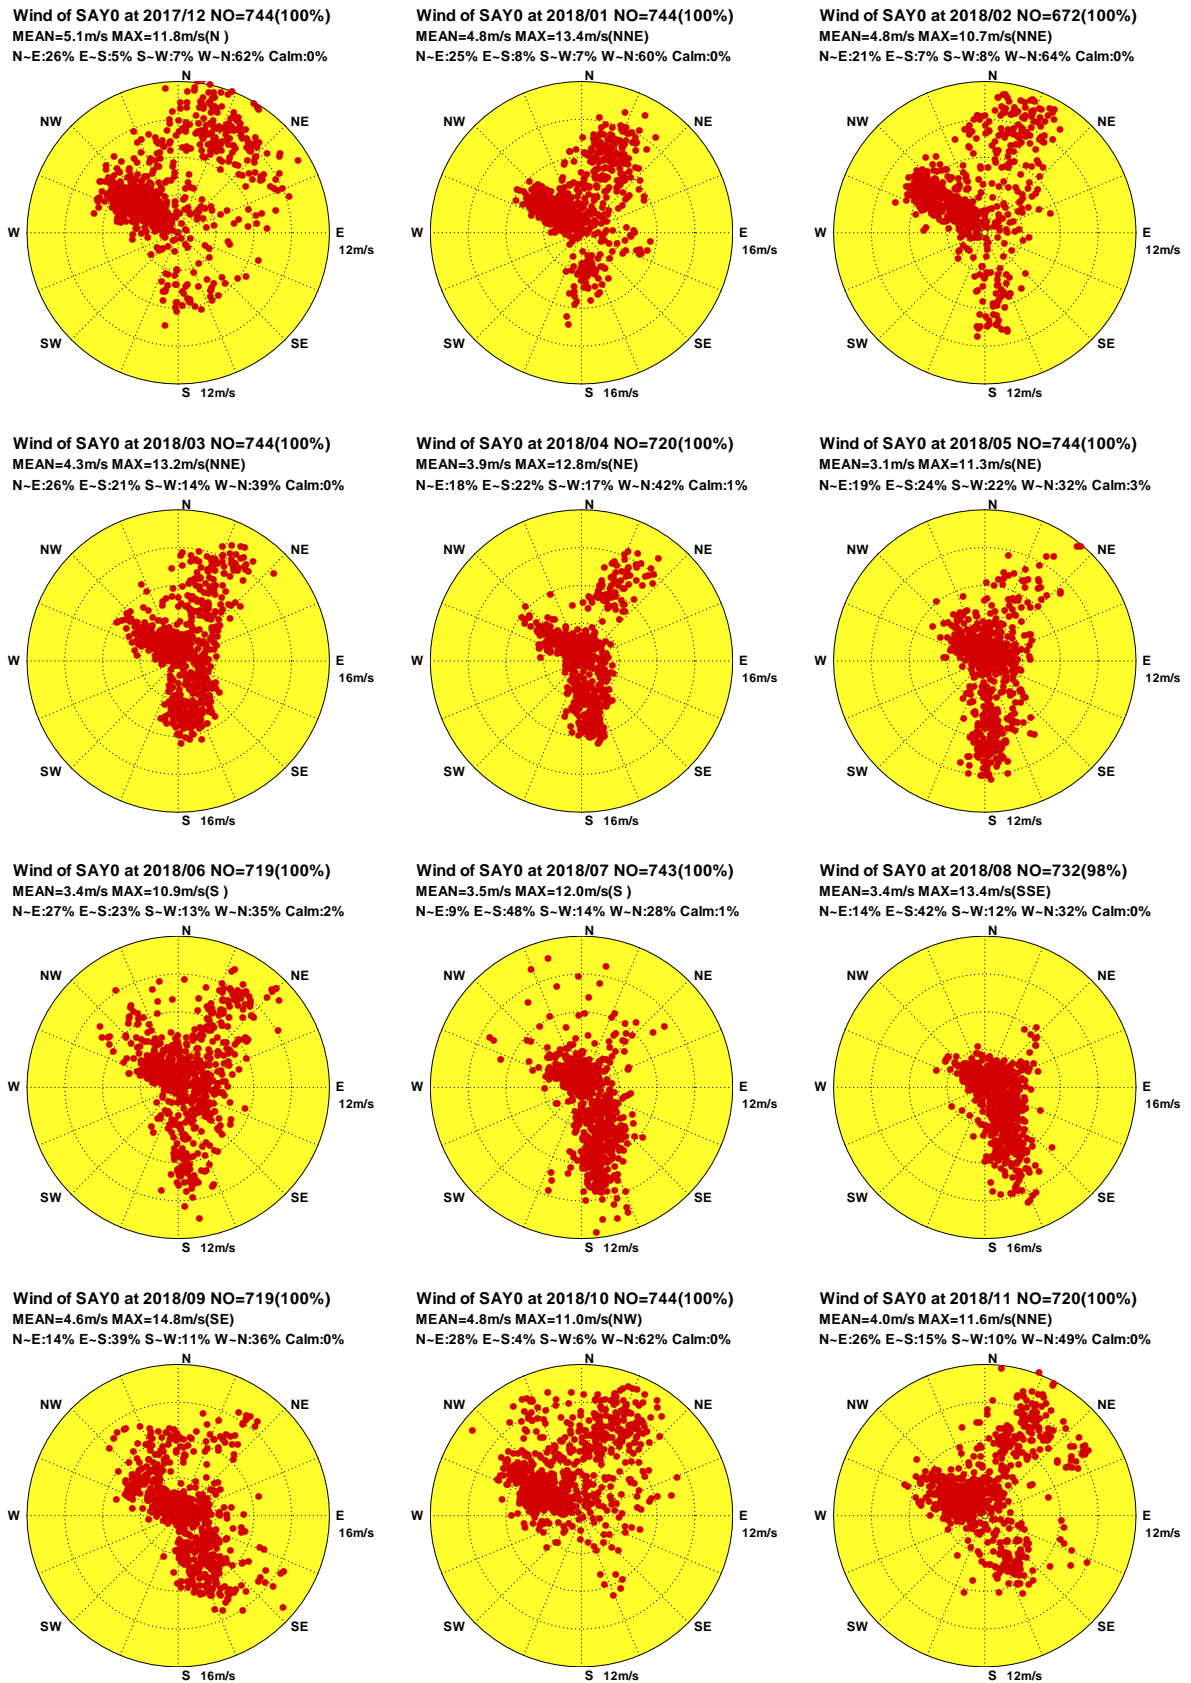 Wind of SAY0 at 2017/12 NO=744(100%)
MEAN=5.1m/s MAX=11.8m/s(N )
N~E:26% E~S:5% S~W:7% W~N:62% Calm:0%
N
NW
NE
W
E
12m/s
SW
SE
S 12m/s
Wind of SAY0 at 2018/01 NO=744(100%)
MEAN=4.8m/s MAX=13.4m/s(NNE)
N~E:25% E~S:8% S~W:7% W~N:60% Calm:0%
N
NW
NE
W
E
16m/s
SW
SE
S 16m/s
Wind of SAY0 at 2018/02 NO=672(100%)
MEAN=4.8m/s MAX=10.7m/s(NNE)
N~E:21% E~S:7% S~W:8% W~N:64% Calm:0%
N
NW
NE
W
E
12m/s
SW
SE
S 12m/s
Wind of SAY0 at 2018/03 NO=744(100%)
MEAN=4.3m/s MAX=13.2m/s(NNE)
N~E:26% E~S:21% S~W:14% W~N:39% Calm:0%
N
NW
NE
W
E
16m/s
SW
SE
S 16m/s
Wind of SAY0 at 2018/04 NO=720(100%)
MEAN=3.9m/s MAX=12.8m/s(NE)
N~E:18% E~S:22% S~W:17% W~N:42% Calm:1%
N
NW
NE
W
E
16m/s
SW
SE
S 16m/s
Wind of SAY0 at 2018/05 NO=744(100%)
MEAN=3.1m/s MAX=11.3m/s(NE)
N~E:19% E~S:24% S~W:22% W~N:32% Calm:3%
N
NW
NE
W
E
12m/s
SW
SE
S 12m/s
Wind of SAY0 at 2018/06 NO=719(100%)
MEAN=3.4m/s MAX=10.9m/s(S )
N~E:27% E~S:23% S~W:13% W~N:35% Calm:2%
N
NW
NE
W
E
12m/s
SW
SE
S 12m/s
Wind of SAY0 at 2018/07 NO=743(100%)
MEAN=3.5m/s MAX=12.0m/s(S )
N~E:9% E~S:48% S~W:14% W~N:28% Calm:1%
N
NW
NE
W
E
12m/s
SW
SE
S 12m/s
Wind of SAY0 at 2018/08 NO=732(98%)
MEAN=3.4m/s MAX=13.4m/s(SSE)
N~E:14% E~S:42% S~W:12% W~N:32% Calm:0%
N
NW
NE
W
E
16m/s
SW
SE
S 16m/s
Wind of SAY0 at 2018/09 NO=719(100%)
MEAN=4.6m/s MAX=14.8m/s(SE)
N~E:14% E~S:39% S~W:11% W~N:36% Calm:0%
N
NW
NE
W
E
16m/s
SW
SE
S 16m/s
Wind of SAY0 at 2018/10 NO=744(100%)
MEAN=4.8m/s MAX=11.0m/s(NW)
N~E:28% E~S:4% S~W:6% W~N:62% Calm:0%
N
NW
NE
W
E
12m/s
SW
SE
S 12m/s
Wind of SAY0 at 2018/11 NO=720(100%)
MEAN=4.0m/s MAX=11.6m/s(NNE)
N~E:26% E~S:15% S~W:10% W~N:49% Calm:0%
N
NW
NE
W
E
12m/s
SW
SE
S 12m/s